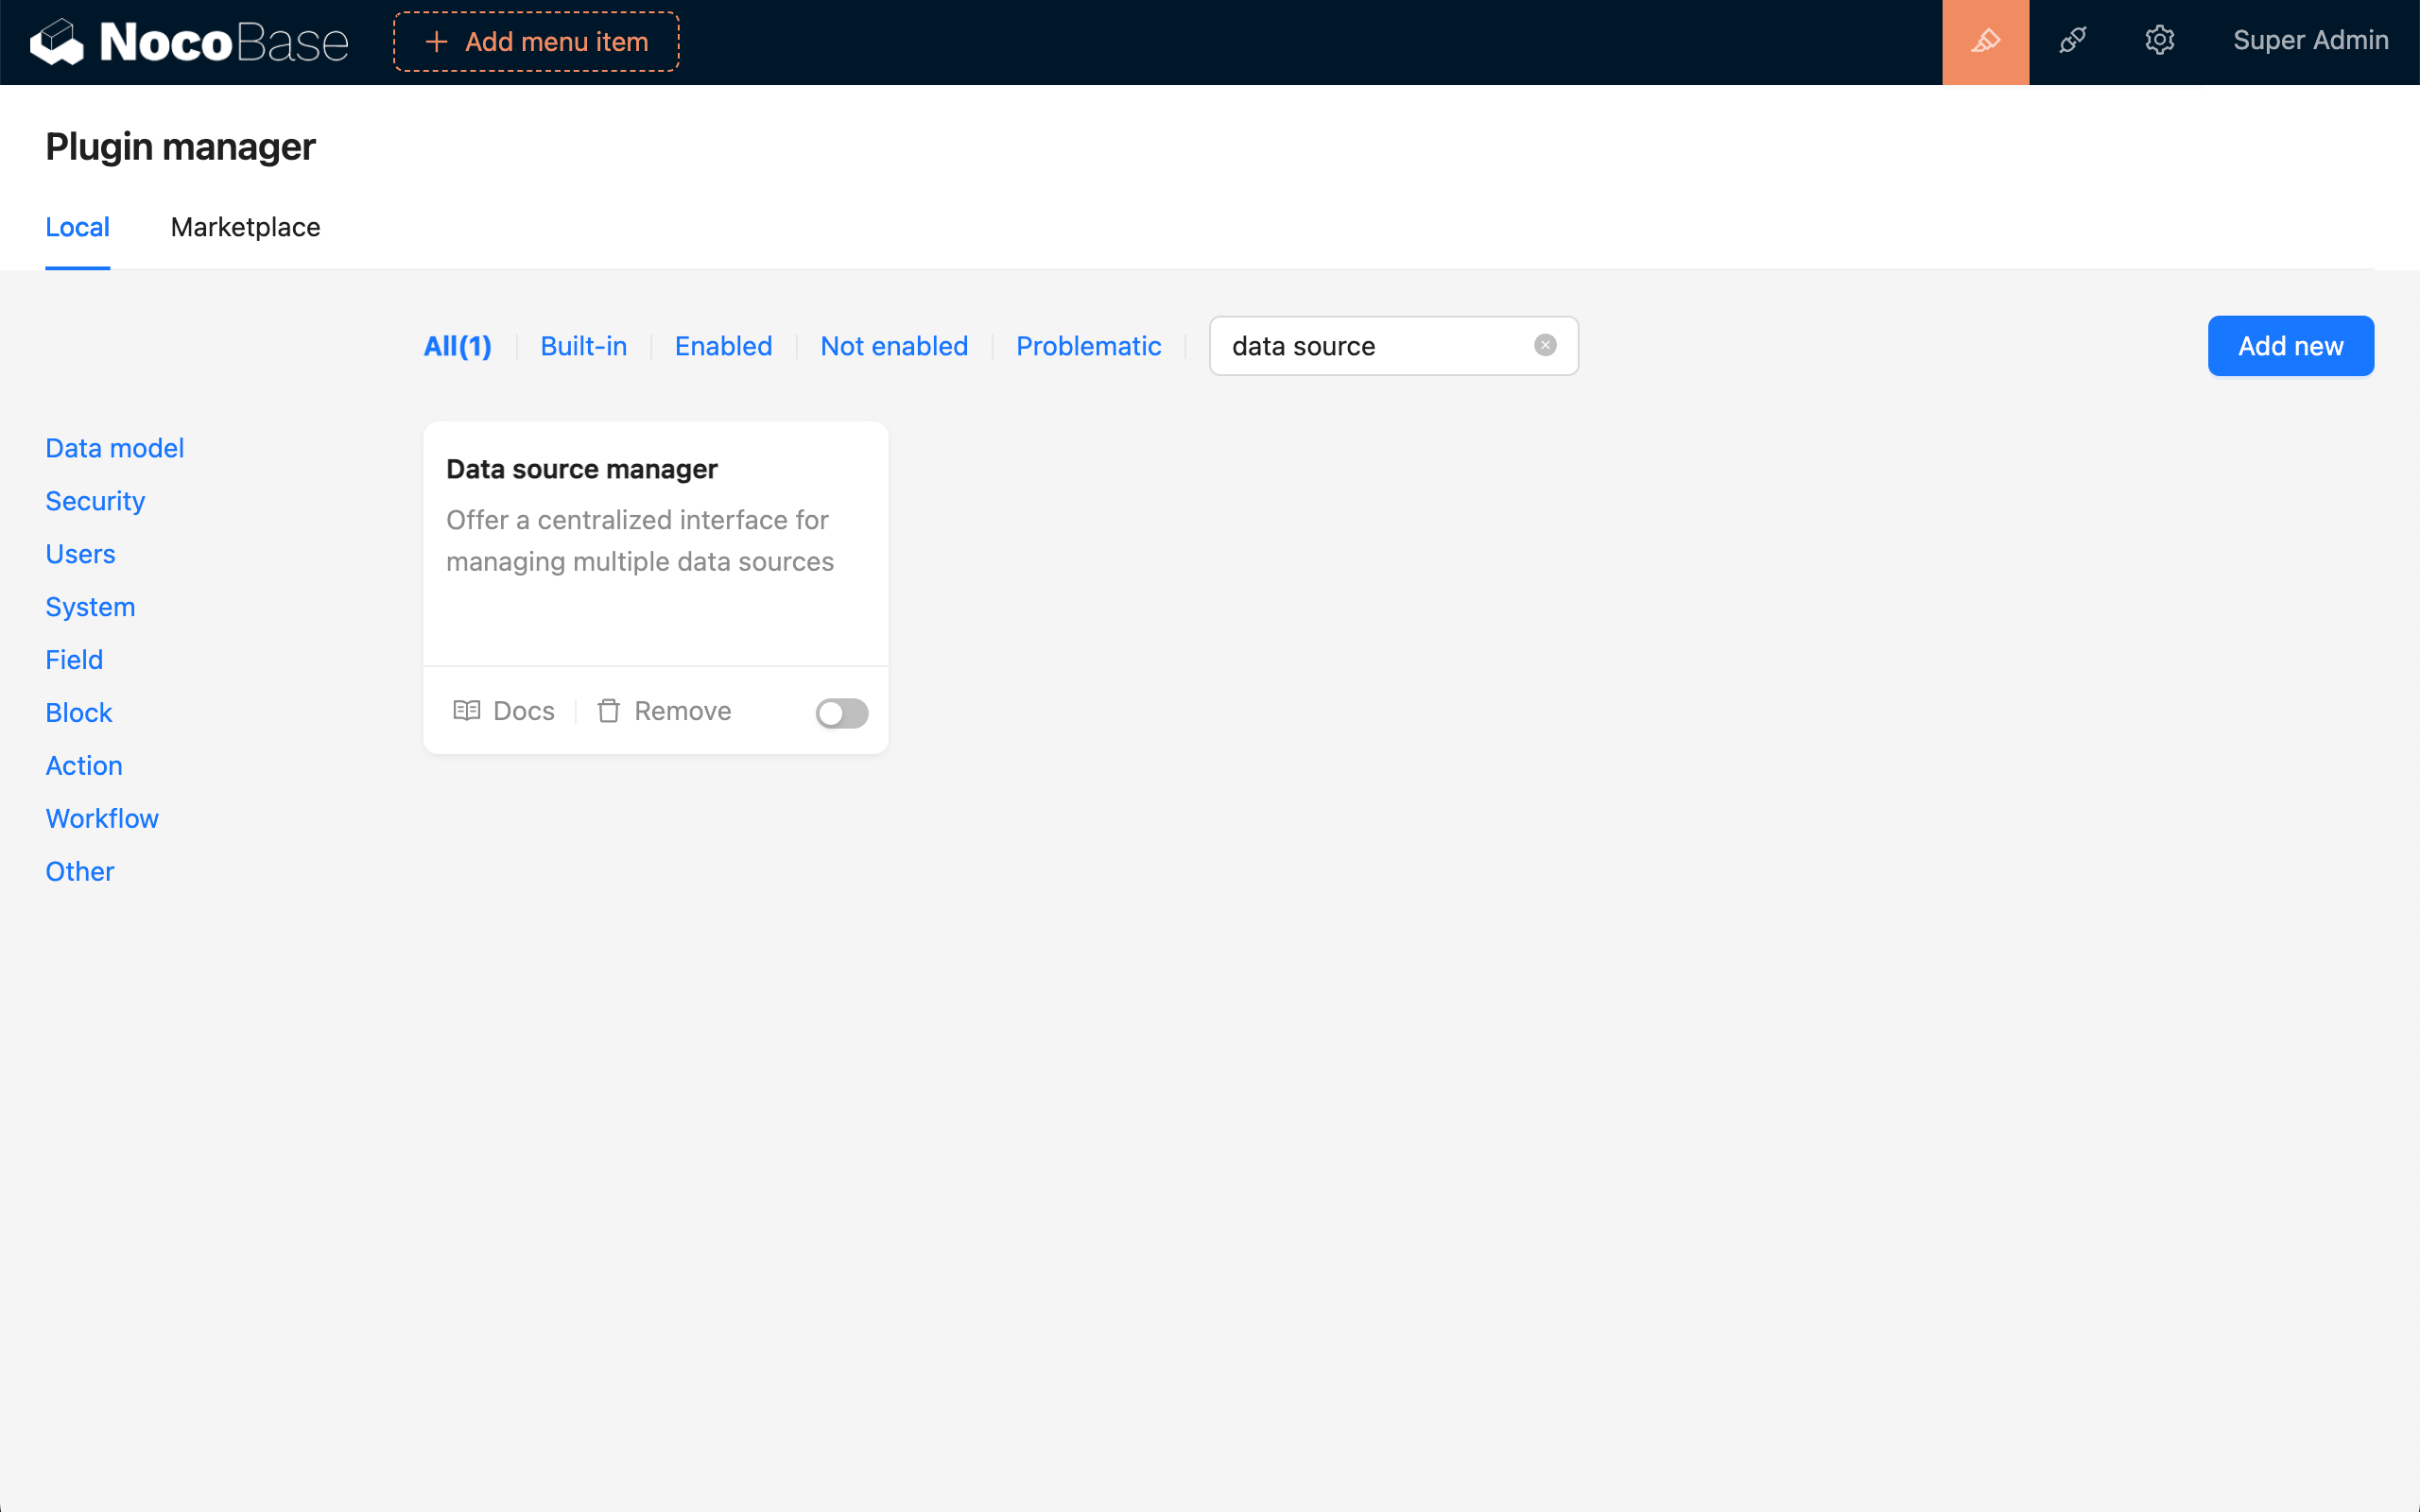 NocoBase
Add menu item
Super Admin
Plugin manager
Local
Marketplace
All(1)
Built-in
Enabled
Not enabled
Problematic
data source
Add new
Data model
Security
Users
System
Field
Block
Action
Workflow
Other
Data source manager
Offer a centralized interface for
managing multiple data sources
Docs
Remove